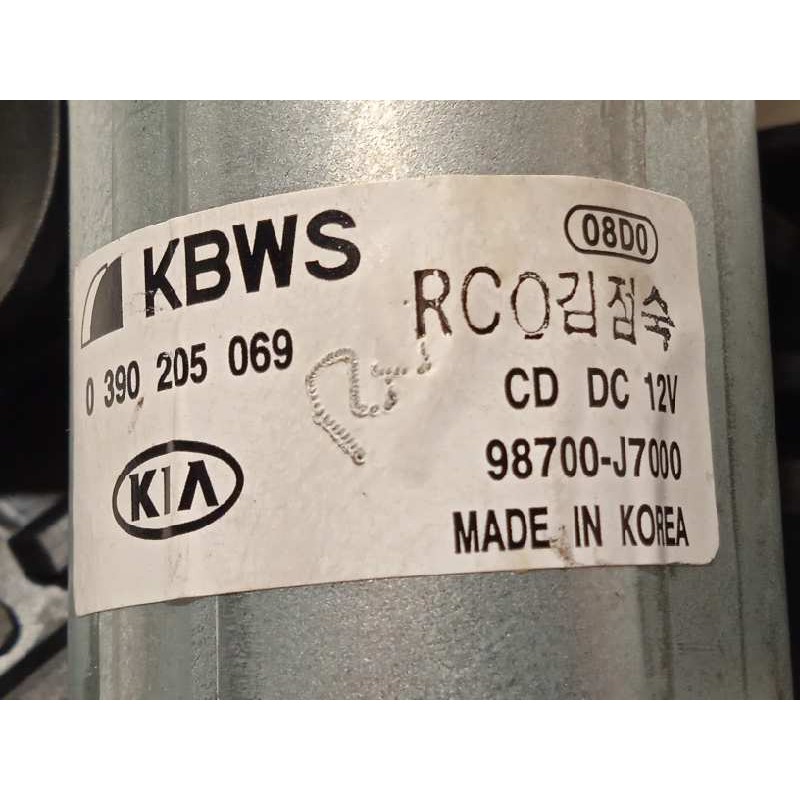 KBWS
0 390 205 069
KIA
08D0
RCO김점숙
CD DC 12V
98700-J7000
MADE IN KOREA